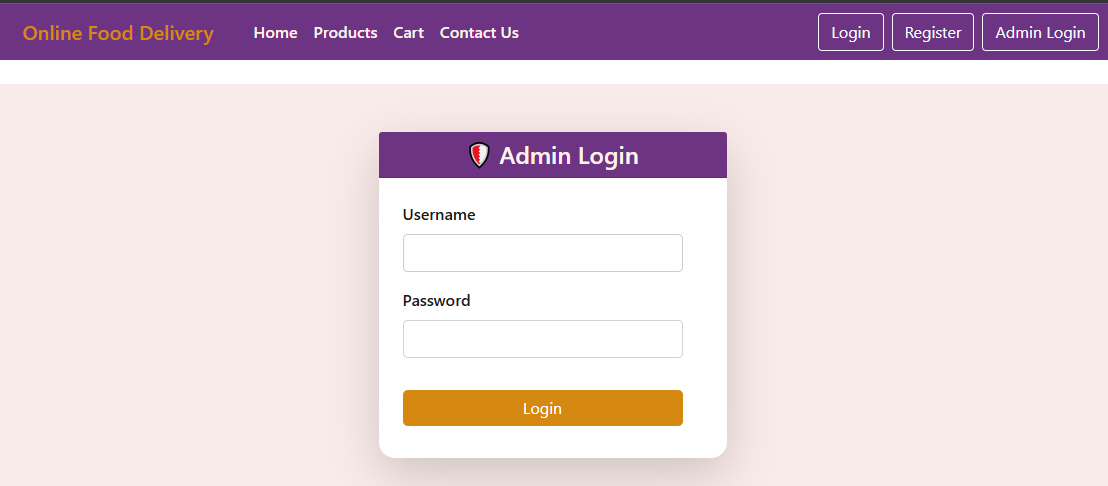 Online Food Delivery Home Products Cart Contact Us Login Register Admin Login
Admin Login
Username
Password
Login